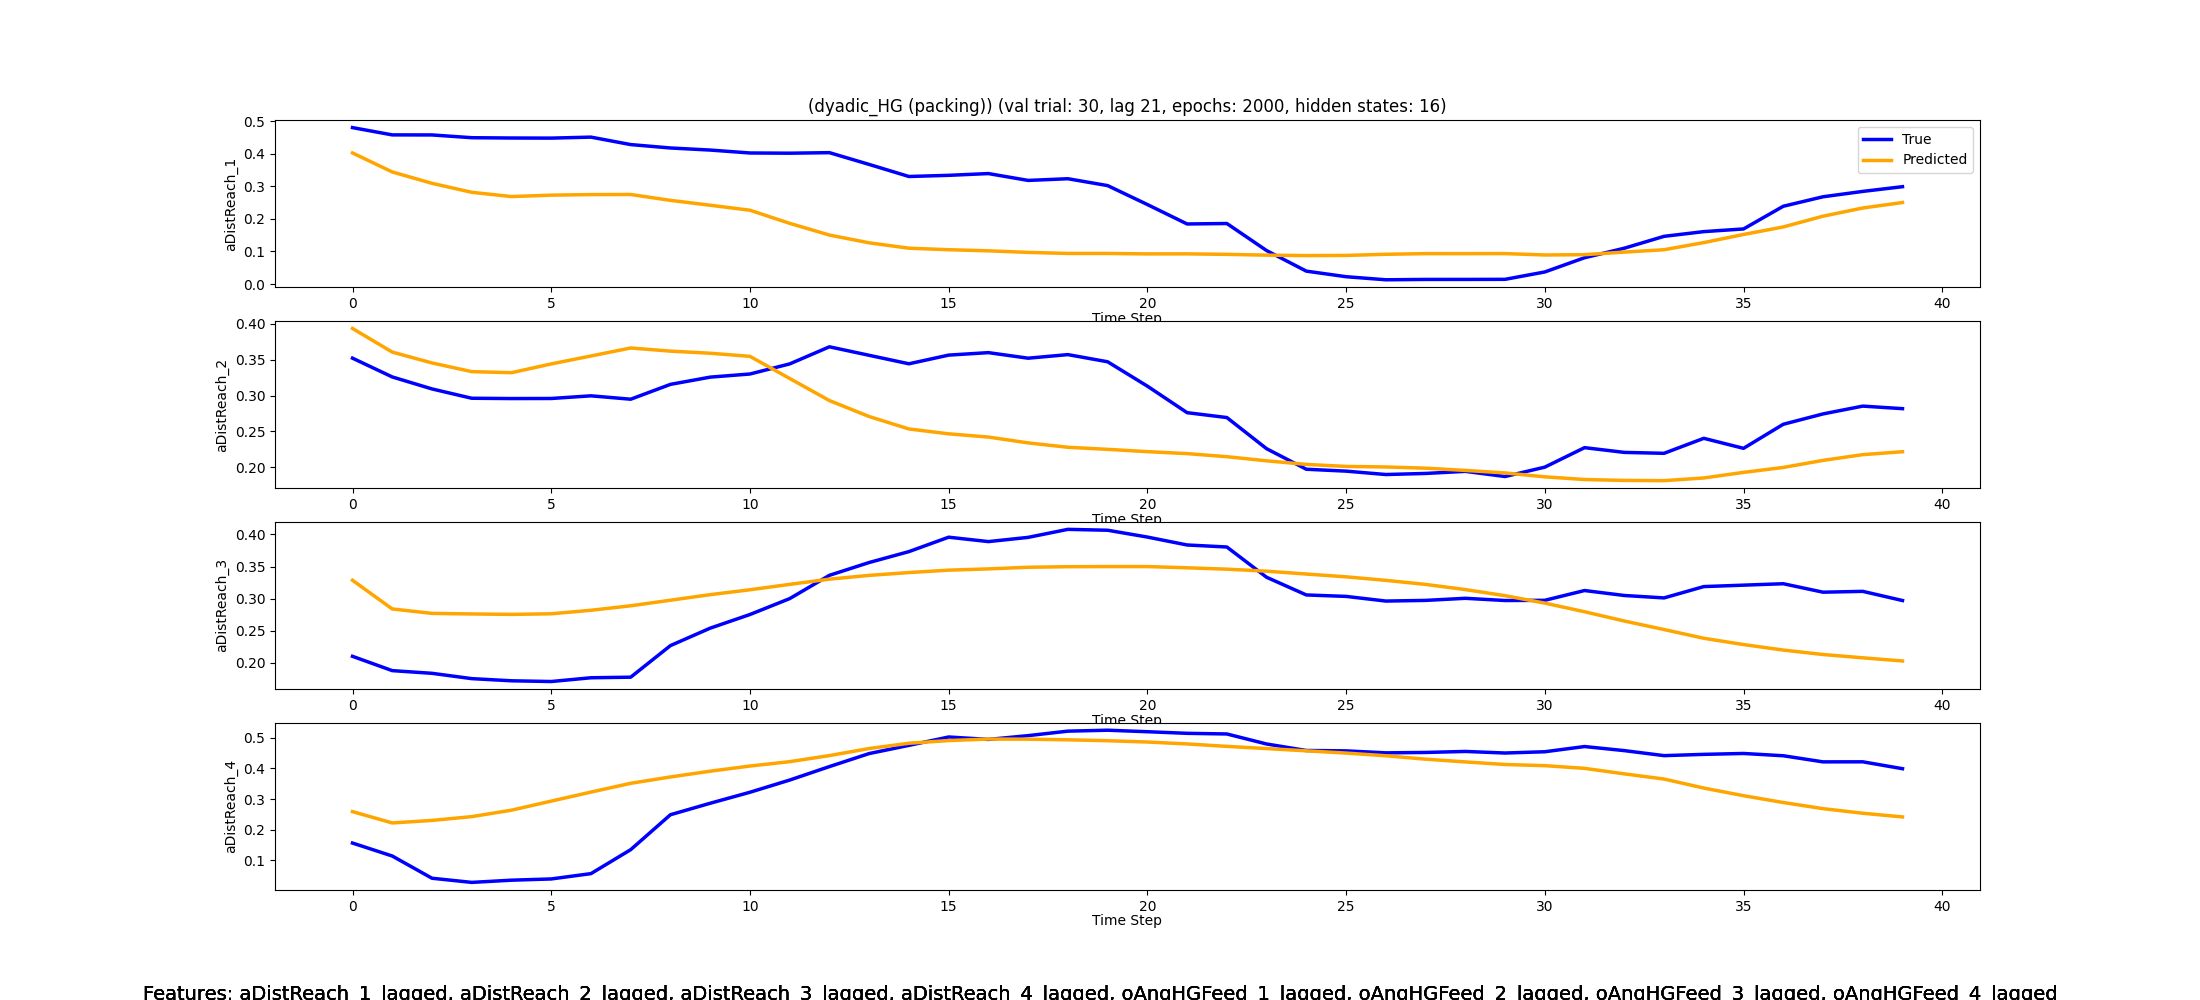 (dyadic_HG (packing)) (val trial: 30, lag 21, epochs: 2000, hidden states: 16)
True
Predicted
aDistReach_1
0.5
0.4
0.3
0.2
0.1
0.0
0 5 10 15 20 25 30 35 40
Time Step
aDistReach_2
0.40
0.35
0.30
0.25
0.20
0 5 10 15 20 25 30 35 40
Time Step
aDistReach_3
0.40
0.35
0.30
0.25
0.20
0 5 10 15 20 25 30 35 40
Time Step
aDistReach_4
0.5
0.4
0.3
0.2
0.1
0 5 10 15 20 25 30 35 40
Time Step
Features: aDistReach_1_lagged, aDistReach_2_lagged, aDistReach_3_lagged, aDistReach_4_lagged, oAngHGFeed_1_lagged, oAngHGFeed_2_lagged, oAngHGFeed_3_lagged, oAngHGFeed_4_lagged